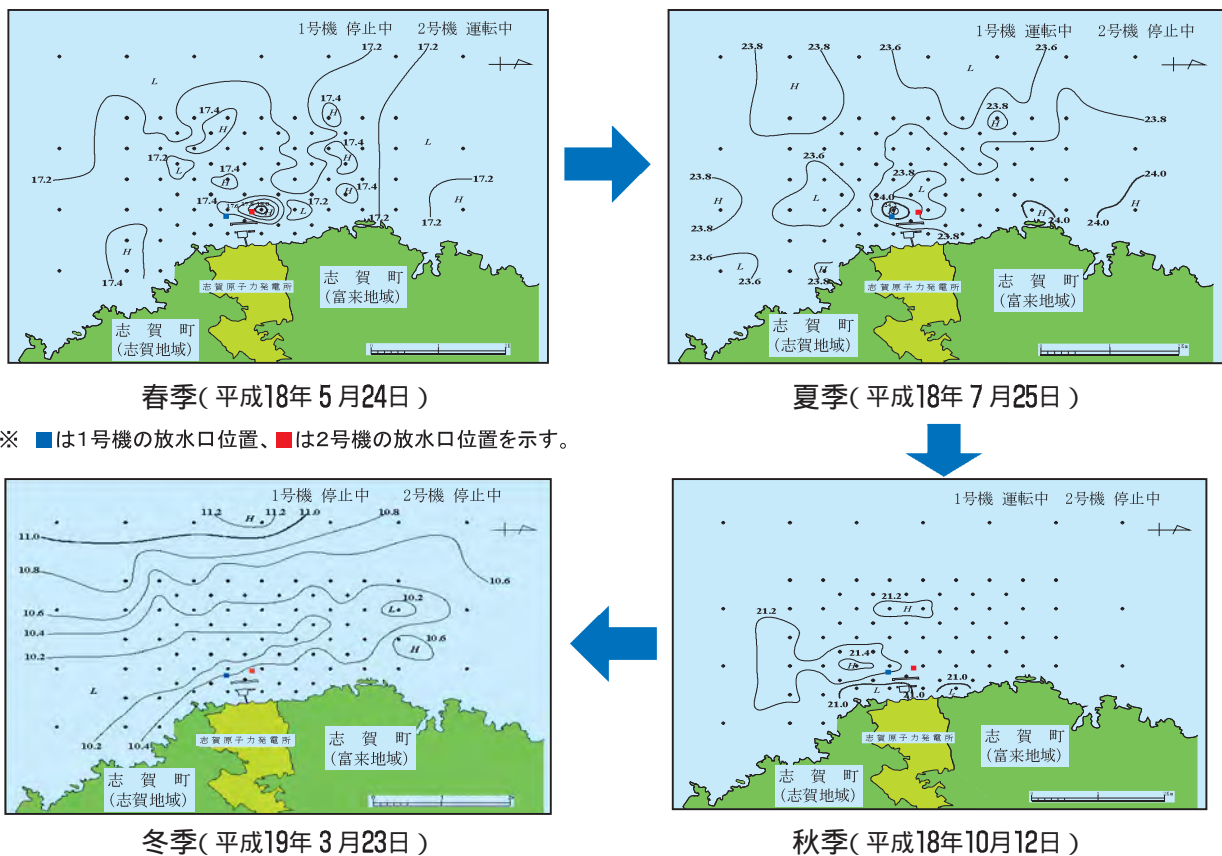 1号機 停止中 2号機 運転中
17.2 17.2
L
17.4
17.4
H
H
L
17.4
17.2
L
H
17.4
17.2
H
17.4
17.2
H
17.4
17.2
H
L
H
17.2
17.2
H
17.4
志賀原子力発電所
志 賀 町
(富来地域)
志 賀 町
(志賀地域)
春季( 平成18年 5 月24日 )
1号機 運転中 2号機 停止中
23.8 23.8 23.6 23.6
L
H
23.8
H
23.8
23.6
23.8
23.8
L
24.0
24.0
H
L
H
H
23.8
23.8
24.0
24.0
23.6
L
23.6
H
23.8
志賀原子力発電所
志 賀 町
(富来地域)
志 賀 町
(志賀地域)
2Km
夏季( 平成18年 7 月25日 )
※ ■は1号機の放水口位置、■は2号機の放水口位置を示す。
1号機 停止中 2号機 停止中
11.2 11.2 11.0 10.8
H
11.0
10.8
10.6
10.2
L
10.6
10.4
10.6
H
10.2
L
10.2 10.4
志賀原子力発電所
志 賀 町
(富来地域)
志 賀 町
(志賀地域)
冬季( 平成19年 3 月23日 )
1号機 運転中 2号機 停止中
21.2
H
21.2
21.4
H
L
21.0
21.0
21.0
L
志賀原子力発電所
志 賀 町
(富来地域)
志 賀 町
(志賀地域)
秋季( 平成18年10月12日 )